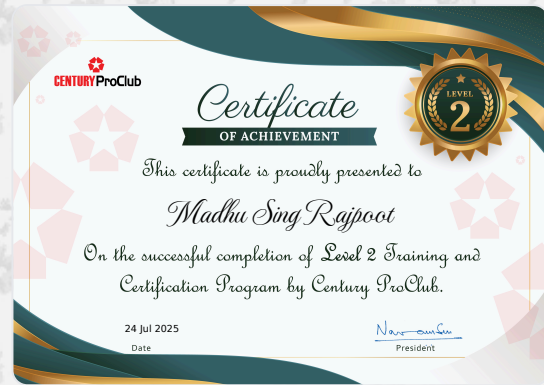 CENTURY ProClub
LEVEL
2
Certificate
OF ACHIEVEMENT
This certificate is proudly presented to
Madhu Sing Rajpoot
On the successful completion of Level 2 Training and
Certification Program by Century ProClub.
24 Jul 2025
Date
President